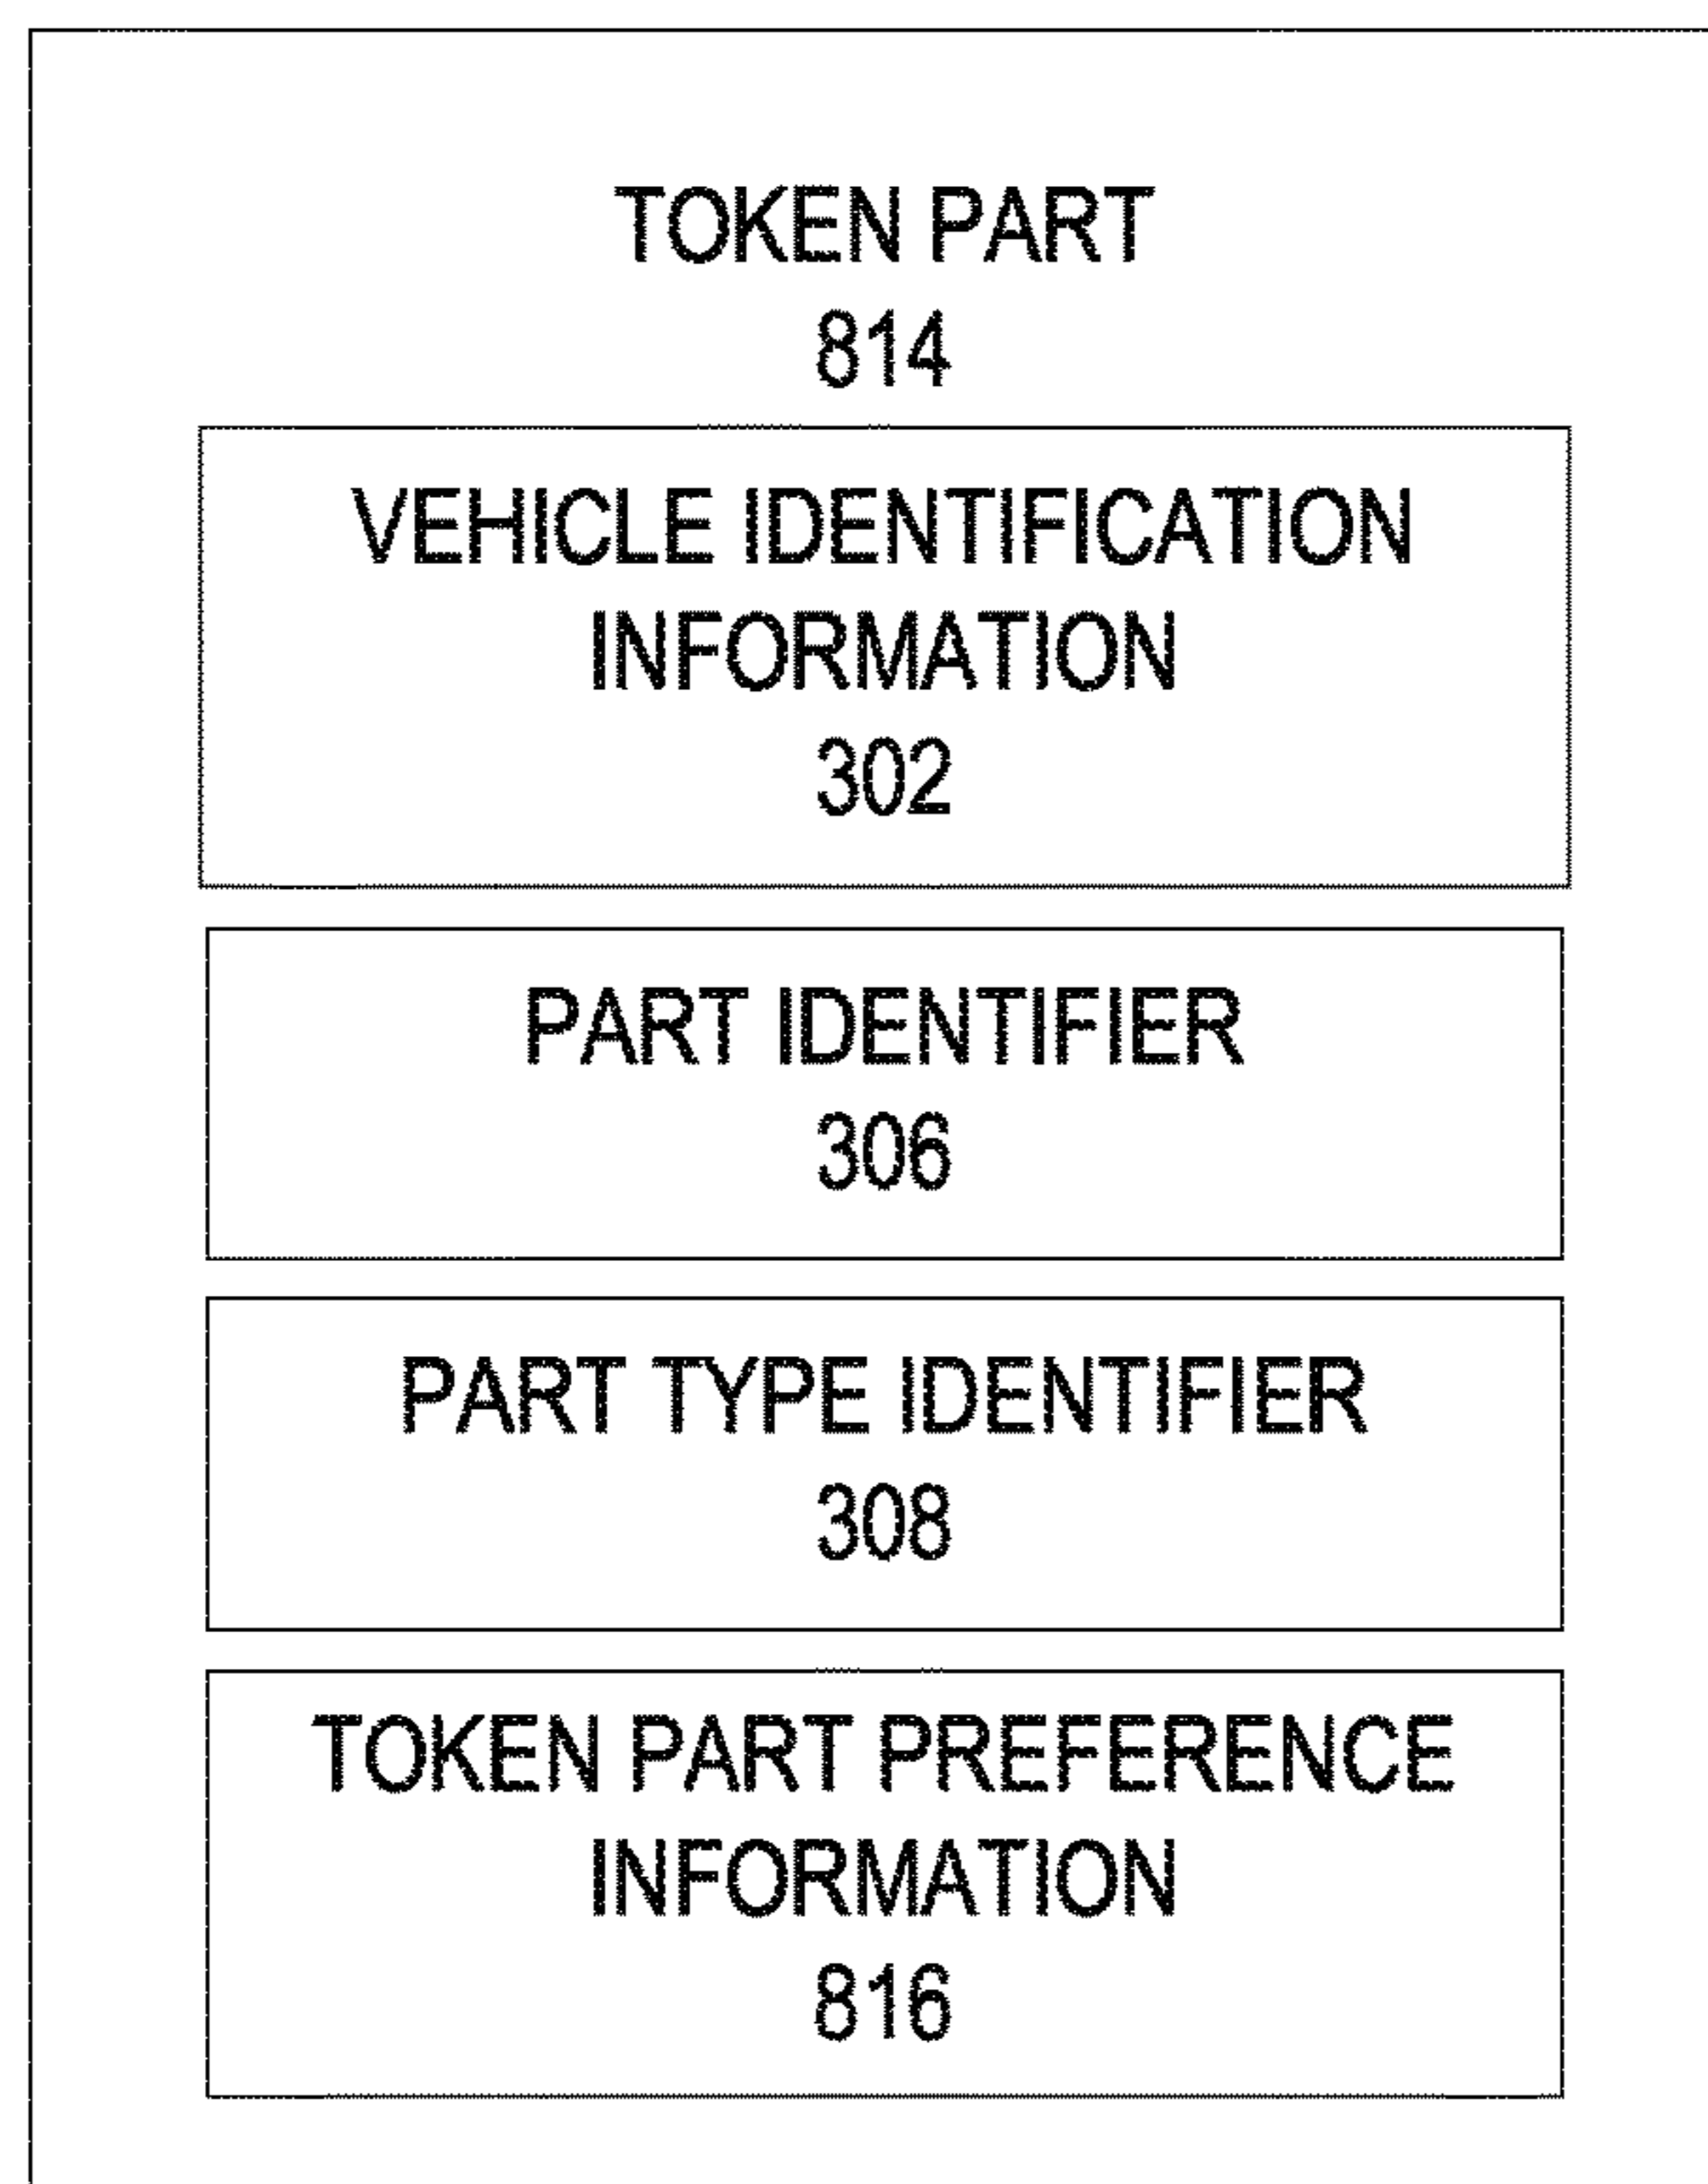 TOKEN PART
814
VEHICLE IDENTIFICATION
INFORMATION
302
PART IDENTIFIER
306
PART TYPE IDENTIFIER
308
TOKEN PART PREFERENCE
INFORMATION
816